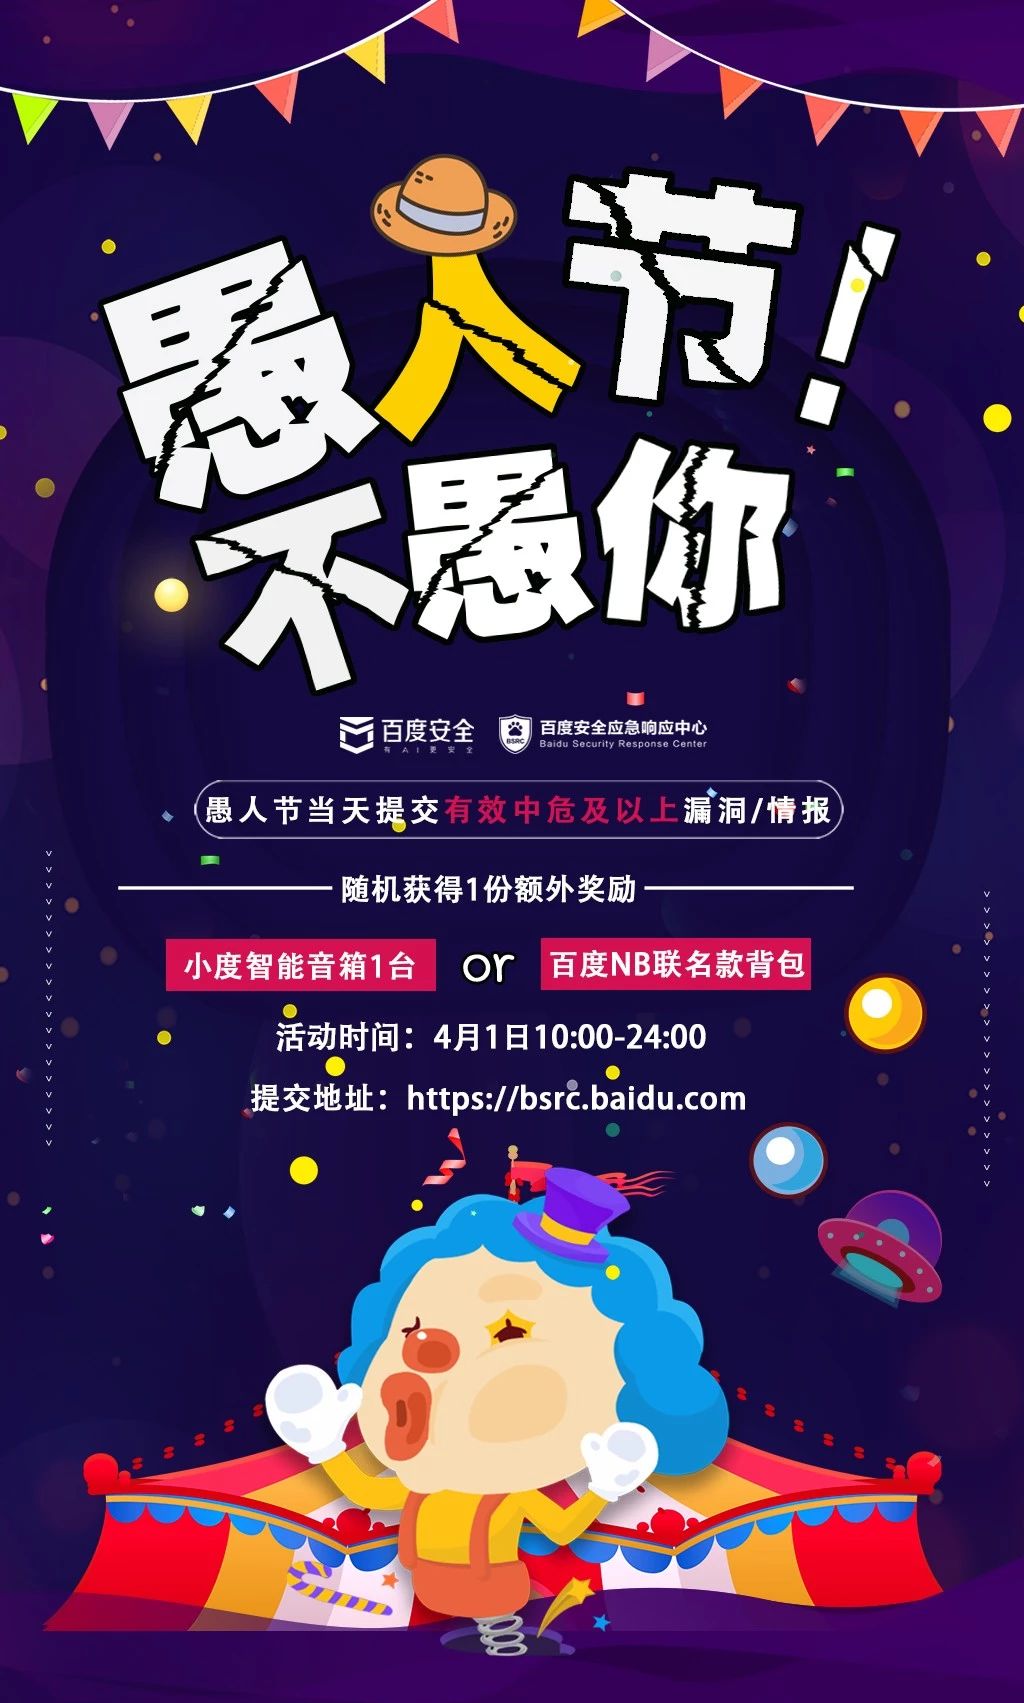 愚人节!
不愚你
百度安全
有AI更安全
BSRC
百度安全应急响应中心
Baidu Security Response Center
愚人节当天提交有效中危及以上漏洞/情报
随机获得1份额外奖励
小度智能音箱1台 or 百度NB联名款背包
活动时间：4月1日10:00-24:00
提交地址：https://bsrc.baidu.com